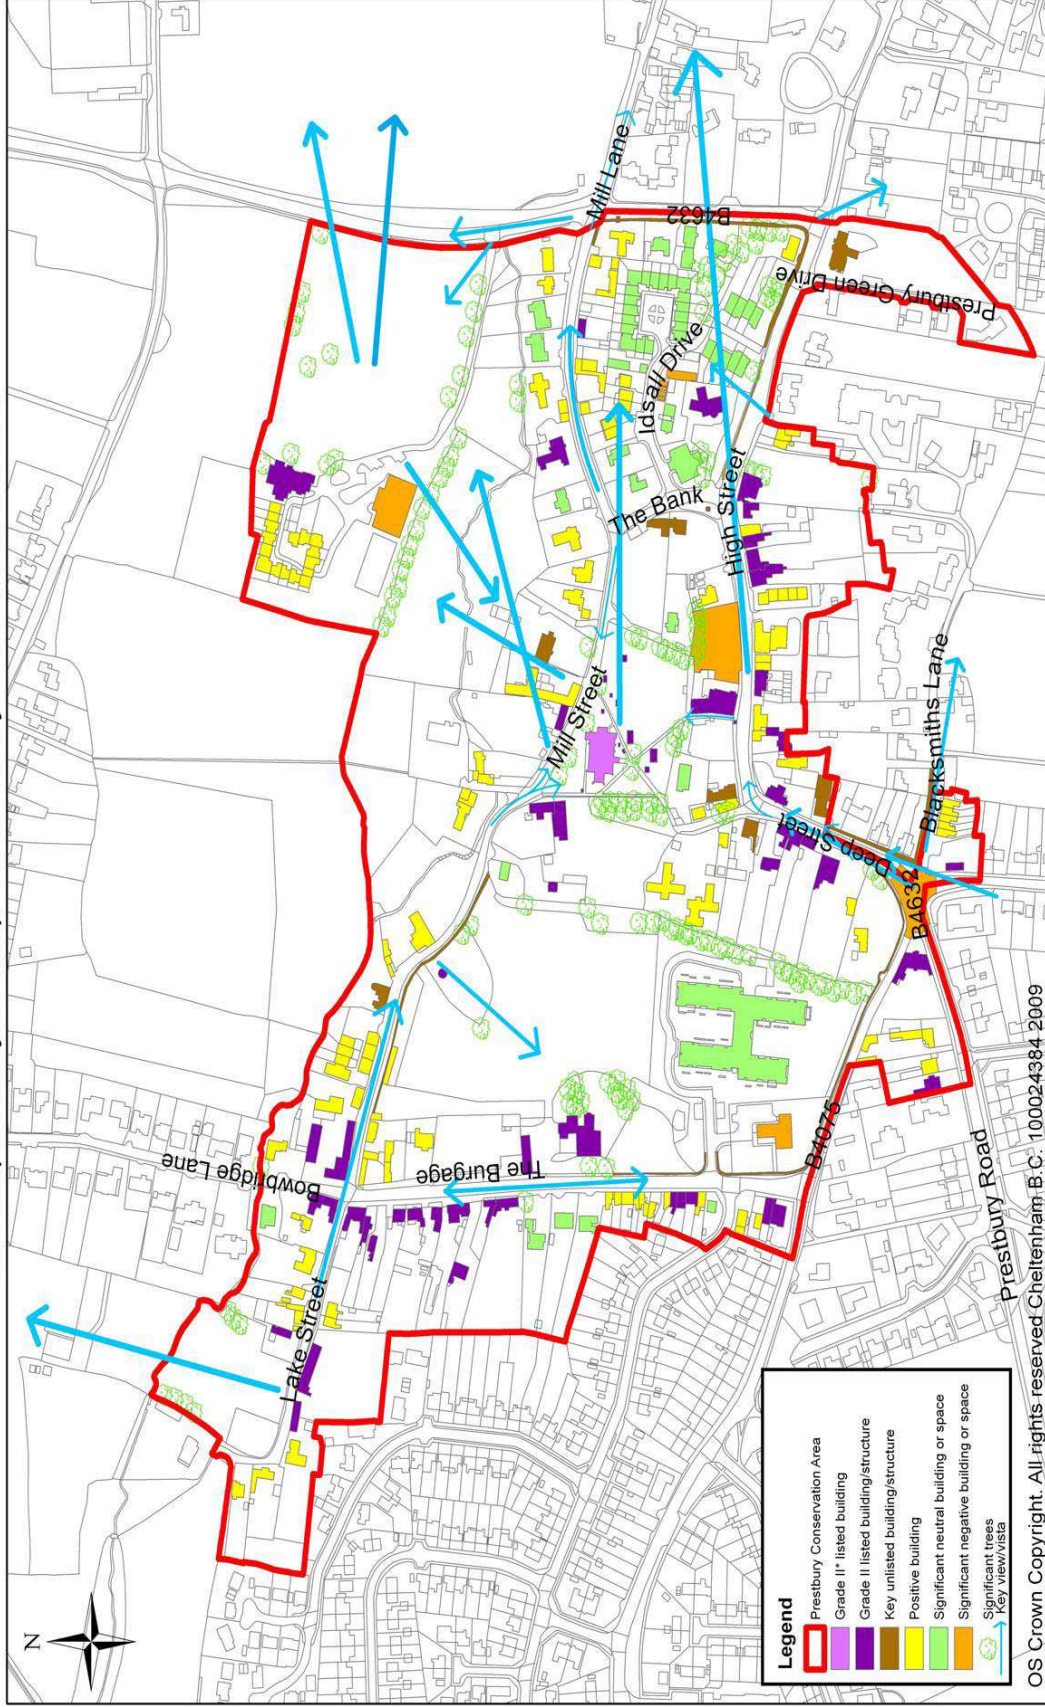 N
Lake Street
Bowbridge Lane
The Burgage
Mill Street
Mill Lane
B4632
Idsall Drive
The Bank
High Street
Prestbury Green Drive
Deep Street
Blacksmiths Lane
B4632
B4075
Prestbury Road
Legend
Prestbury Conservation Area
Grade II* listed building
Grade II listed building/structure
Key unlisted building/structure
Positive building
Significant neutral building or space
Significant negative building or space
Significant trees
Key view/vista
OS Crown Copyright. All rights reserved Cheltenham B.C. 100024384 2009